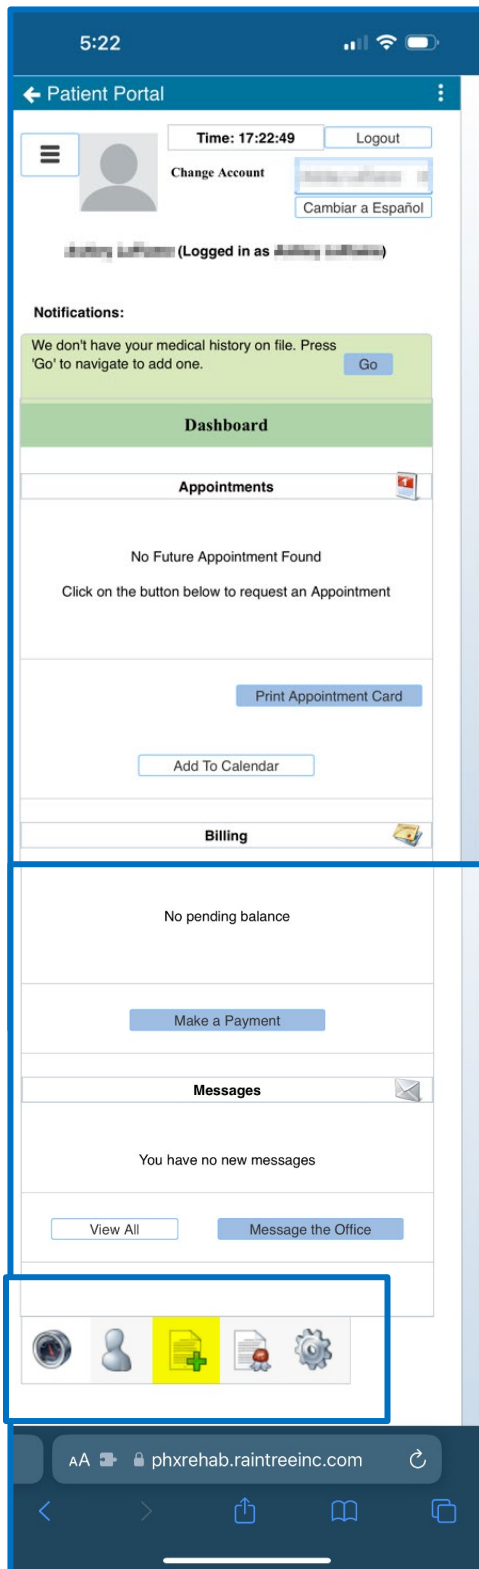 5:22
Patient Portal
Time: 17:22:49
Logout
Change Account
Cambiar a Español
(Logged in as
)
Notifications:
We don't have your medical history on file. Press
'Go' to navigate to add one.
Go
Dashboard
Appointments
1
No Future Appointment Found
Click on the button below to request an Appointment
Print Appointment Card
Add To Calendar
Billing
No pending balance
Make a Payment
Messages
You have no new messages
View All
Message the Office
AA
phxrehab.raintreeinc.com